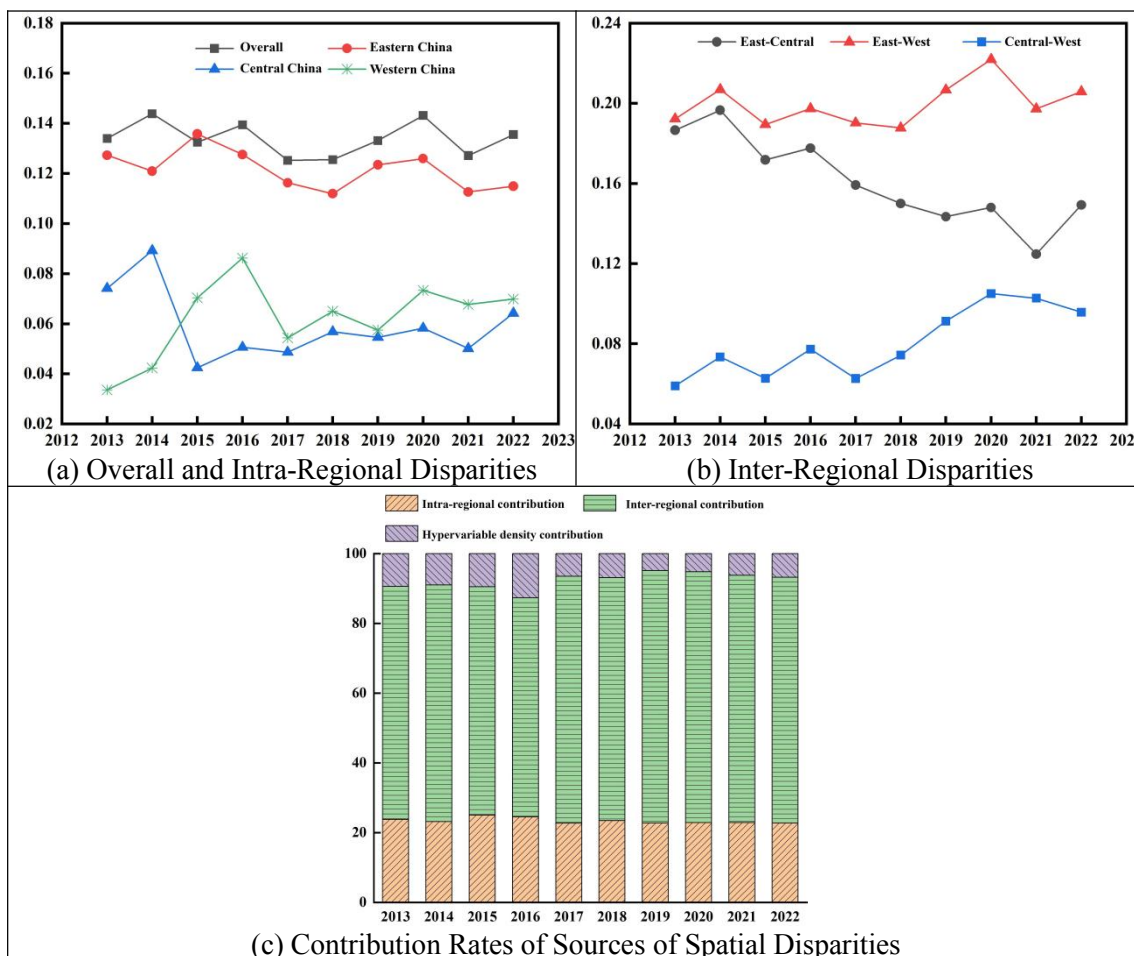 0.18
0.16
0.14
0.12
0.10
0.08
0.06
0.04
0.02
Overall Eastern China
Central China Western China
2012 2013 2014 2015 2016 2017 2018 2019 2020 2021 2022 2023
(a) Overall and Intra-Regional Disparities
0.24
0.20
0.16
0.12
0.08
0.04
East-Central East-West Central-West
2012 2013 2014 2015 2016 2017 2018 2019 2020 2021 2022 202
(b) Inter-Regional Disparities
Intra-regional contribution Inter-regional contribution
Hypervariable density contribution
100
80
60
40
20
0
2013 2014 2015 2016 2017 2018 2019 2020 2021 2022
(c) Contribution Rates of Sources of Spatial Disparities